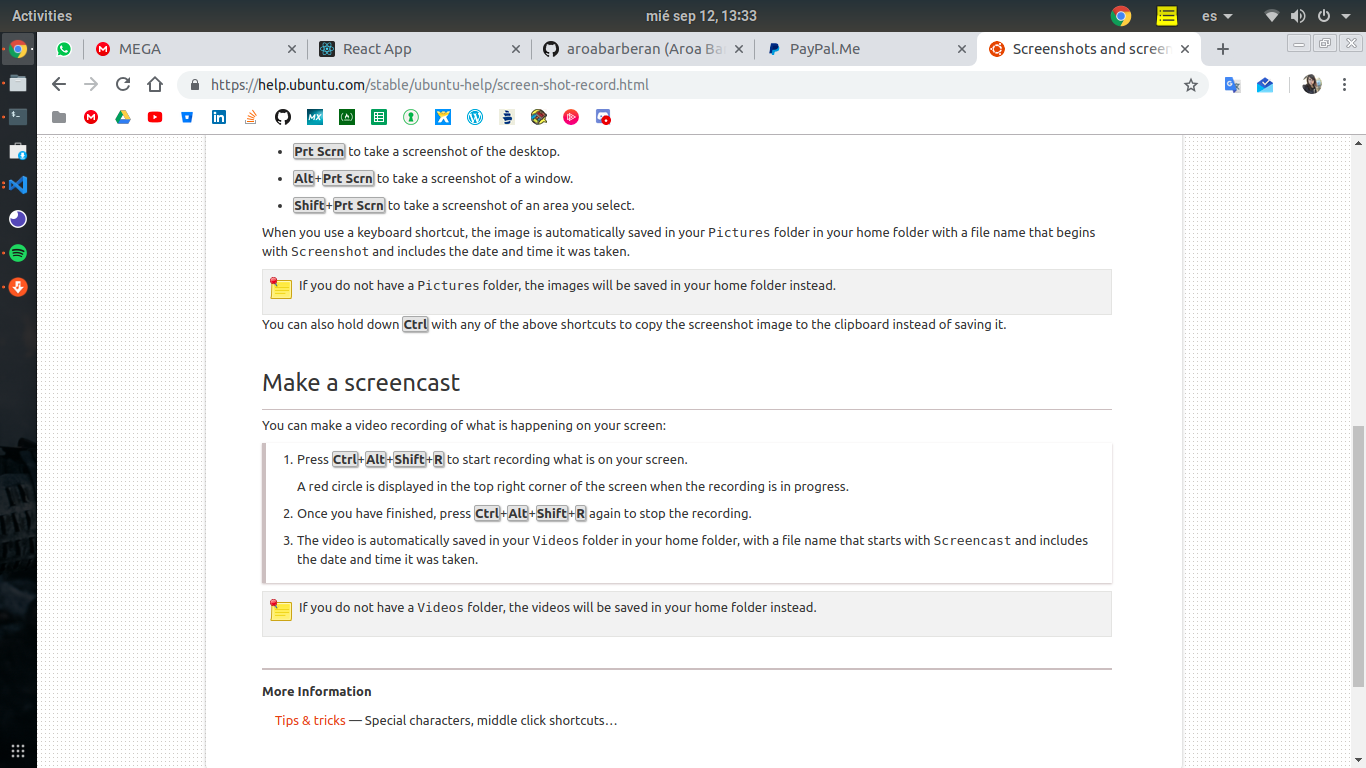 Activities
mié sep 12, 13:33
es
MEGA
React App
aroabarberan (Aroa Ba
PayPal.Me
Screenshots and screen
https://help.ubuntu.com/stable/ubuntu-help/screen-shot-record.html
Prt Scrn to take a screenshot of the desktop.
Alt+Prt Scrn to take a screenshot of a window.
Shift+Prt Scrn to take a screenshot of an area you select.
When you use a keyboard shortcut, the image is automatically saved in your Pictures folder in your home folder with a file name that begins
with Screenshot and includes the date and time it was taken.
If you do not have a Pictures folder, the images will be saved in your home folder instead.
You can also hold down Ctrl with any of the above shortcuts to copy the screenshot image to the clipboard instead of saving it.
Make a screencast
You can make a video recording of what is happening on your screen:
1. Press Ctrl+Alt+Shift+R to start recording what is on your screen.
A red circle is displayed in the top right corner of the screen when the recording is in progress.
2. Once you have finished, press Ctrl+Alt+Shift+R again to stop the recording.
3. The video is automatically saved in your Videos folder in your home folder, with a file name that starts with Screencast and includes
the date and time it was taken.
If you do not have a Videos folder, the videos will be saved in your home folder instead.
More Information
Tips & tricks — Special characters, middle click shortcuts…